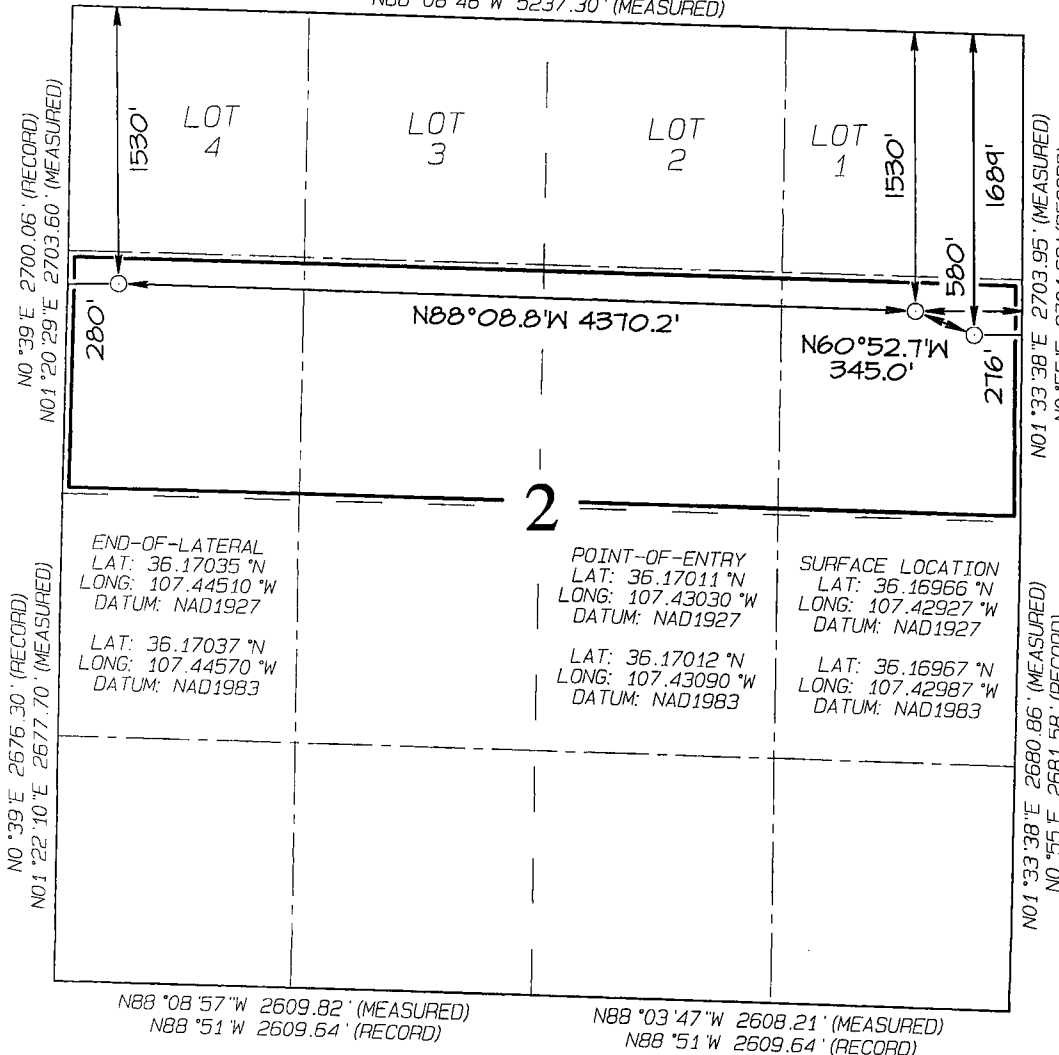 N88°08'48"W 5237.30' (MEASURED)
N0°39'E 2700.06' (RECORD)
N01°20'29"E 2703.60' (MEASURED)
1530'
LOT
4
LOT
3
LOT
2
LOT
1
1530'
1689'
N01°33'38"E 2703.95' (MEASURED)
280'
N88°08.8'W 4370.2'
580'
N60°52.7'W
345.0'
276'
2
END-OF-LATERAL
LAT: 36.17035 °N
LONG: 107.44510 °W
DATUM: NAD1927
LAT: 36.17037 °N
LONG: 107.44570 °W
DATUM: NAD1983
POINT-OF-ENTRY
LAT: 36.17011 °N
LONG: 107.43030 °W
DATUM: NAD1927
LAT: 36.17012 °N
LONG: 107.43090 °W
DATUM: NAD1983
SURFACE LOCATION
LAT: 36.16966 °N
LONG: 107.42927 °W
DATUM: NAD1927
LAT: 36.16967 °N
LONG: 107.42987 °W
DATUM: NAD1983
N0°39'E 2676.30' (RECORD)
N01°22'10"E 2677.70' (MEASURED)
N01°33'38"E 2680.86' (MEASURED)
N0°55'E 2681.58' (RECORD)
N88°08'57"W 2609.82' (MEASURED)
N88°51'W 2609.64' (RECORD)
N88°03'47"W 2608.21' (MEASURED)
N88°51'W 2609.64' (RECORD)